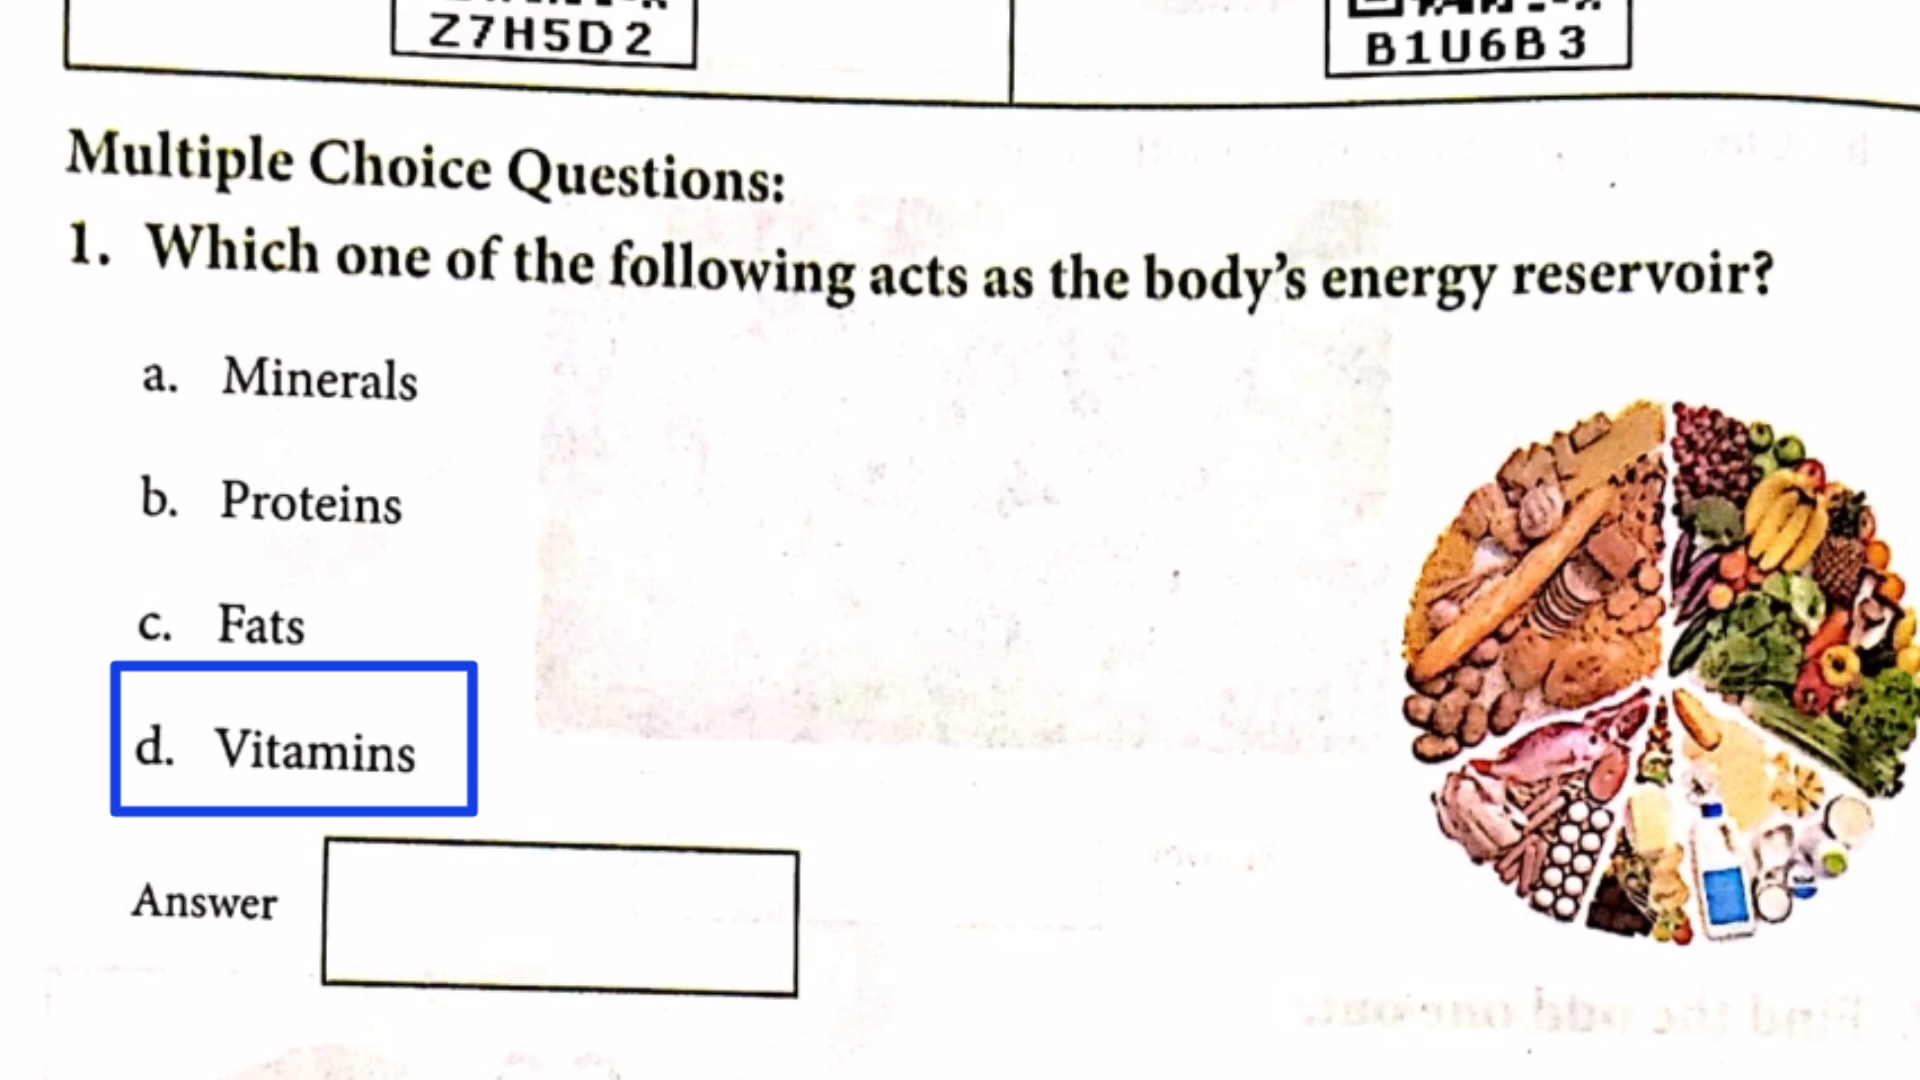 Z7H5D2
B1U6B3
Multiple Choice Questions:
1. Which one of the following acts as the body's energy reservoir?
a. Minerals
b. Proteins
c. Fats
d. Vitamins
Answer